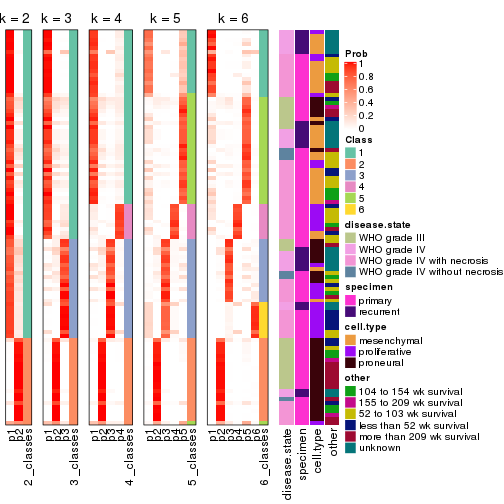 k = 2 k = 3 k = 4 k = 5 k = 6
Prob
1
0.8
0.6
0.4
0.2
0
Class
1
2
3
4
5
6
disease.state
WHO grade III
WHO grade IV
WHO grade IV with necrosis
WHO grade IV without necrosis
specimen
primary
recurrent
cell.type
mesenchymal
proliferative
proneural
other
104 to 154 wk survival
155 to 209 wk survival
52 to 103 wk survival
less than 52 wk survival
more than 209 wk survival
unknown
p1
p2
2_classes
p1
p2
p3
3_classes
p1
p2
p3
p4
4_classes
p1
p2
p3
p4
p5
5_classes
p1
p2
p3
p4
p5
p6
6_classes
disease.state
specimen
cell.type
other